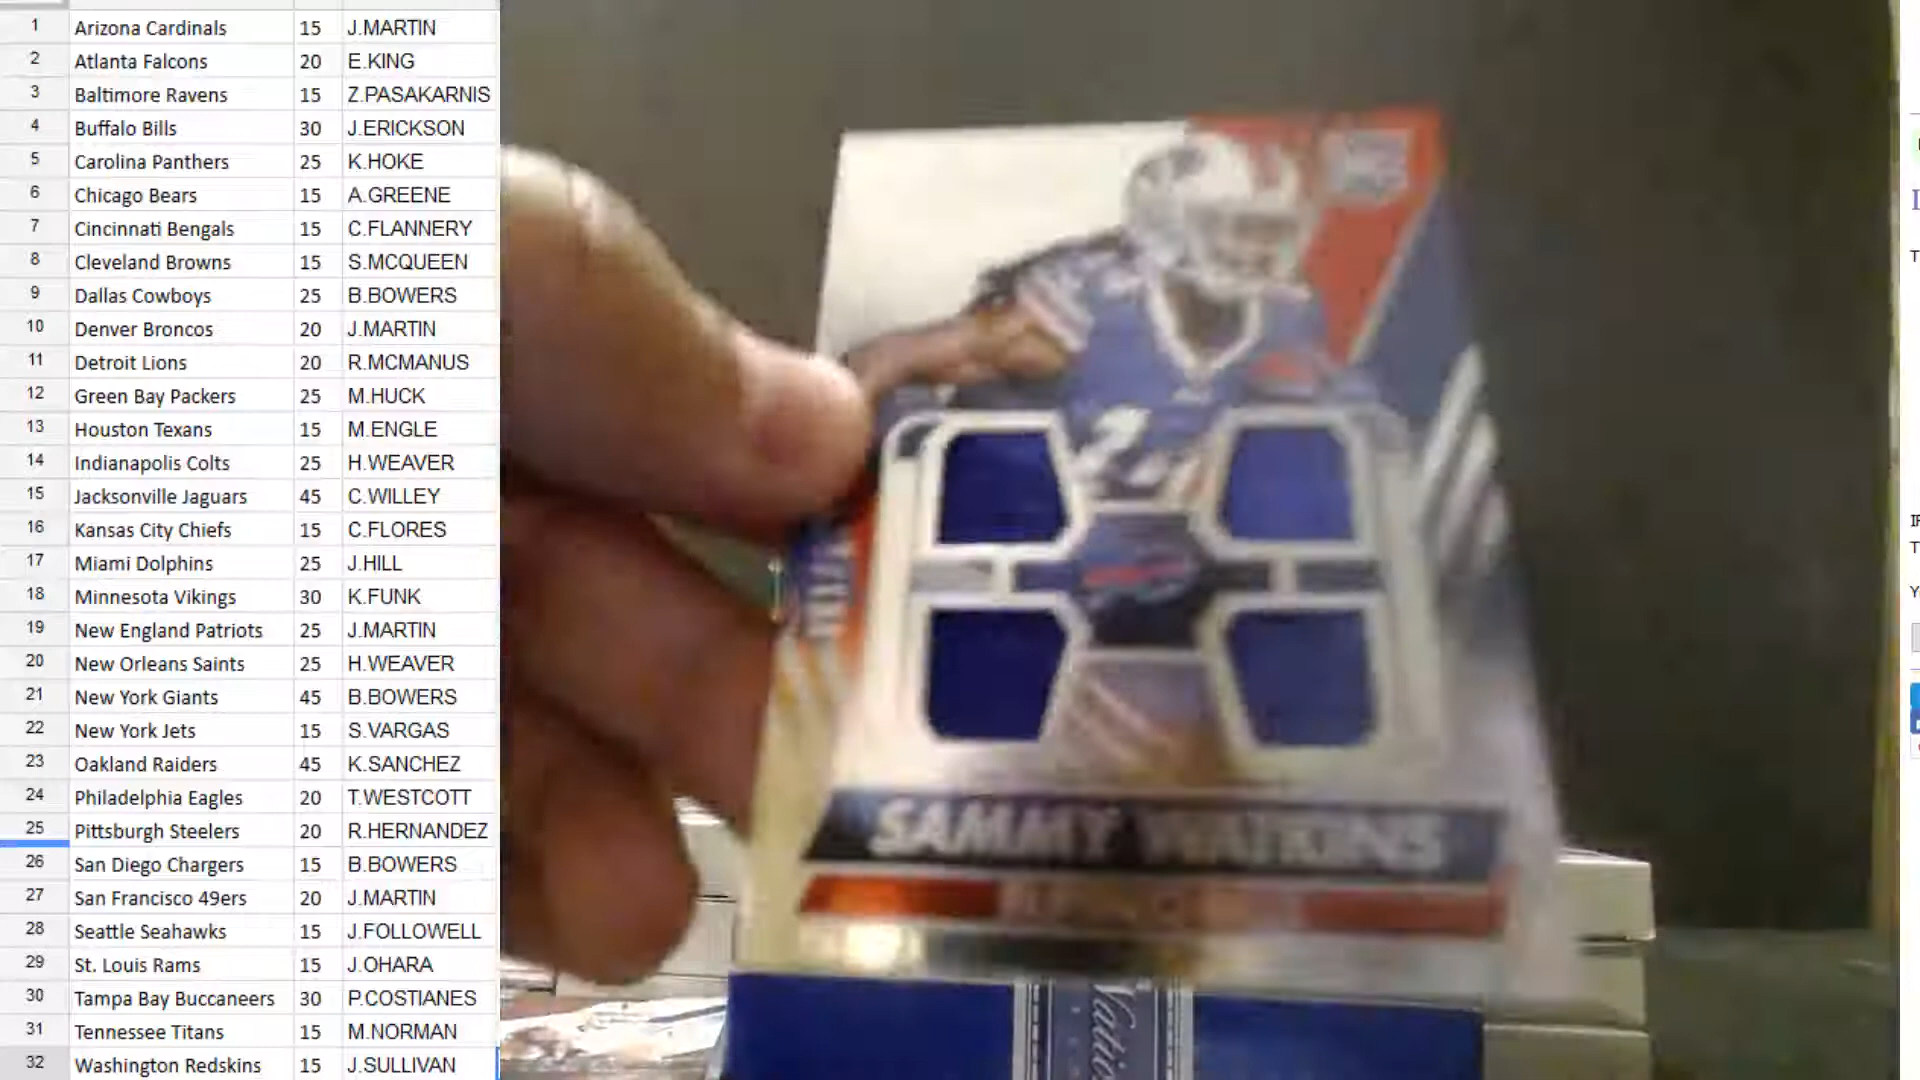 1 Arizona Cardinals 15 J.MARTIN
2 Atlanta Falcons 20 E.KING
3 Baltimore Ravens 15 Z.PASAKARNIS
4 Buffalo Bills 30 J.ERICKSON
5 Carolina Panthers 25 K.HOKE
6 Chicago Bears 15 A.GREENE
7 Cincinnati Bengals 15 C.FLANNERY
8 Cleveland Browns 15 S.MCQUEEN
9 Dallas Cowboys 25 B.BOWERS
10 Denver Broncos 20 J.MARTIN
11 Detroit Lions 20 R.MCMANUS
12 Green Bay Packers 25 M.HUCK
13 Houston Texans 15 M.ENGLE
14 Indianapolis Colts 25 H.WEAVER
15 Jacksonville Jaguars 45 C.WILLEY
16 Kansas City Chiefs 15 C.FLORES
17 Miami Dolphins 25 J.HILL
18 Minnesota Vikings 30 K.FUNK
19 New England Patriots 25 J.MARTIN
20 New Orleans Saints 25 H.WEAVER
21 New York Giants 45 B.BOWERS
22 New York Jets 15 S.VARGAS
23 Oakland Raiders 45 K.SANCHEZ
24 Philadelphia Eagles 20 T.WESTCOTT
25 Pittsburgh Steelers 20 R.HERNANDEZ
26 San Diego Chargers 15 B.BOWERS
27 San Francisco 49ers 20 J.MARTIN
28 Seattle Seahawks 15 J.FOLLOWELL
29 St. Louis Rams 15 J.OHARA
30 Tampa Bay Buccaneers 30 P.COSTIANES
31 Tennessee Titans 15 M.NORMAN
32 Washington Redskins 15 J.SULLIVAN
SAMMY WATKINS